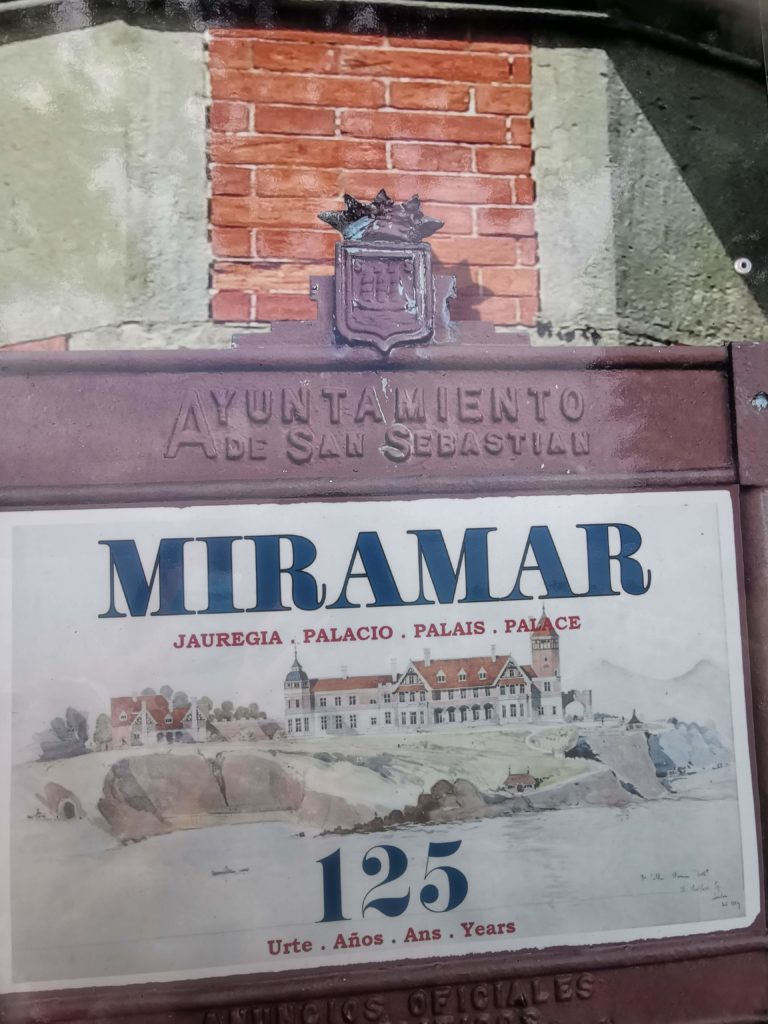 AYUNTAMIENTO
DE SAN SEBASTIAN
MIRAMAR
JAUREGIA . PALACIO . PALAIS . PALACE
125
Urte . Años . Ans . Years
ANUNCIOS OFICIALES